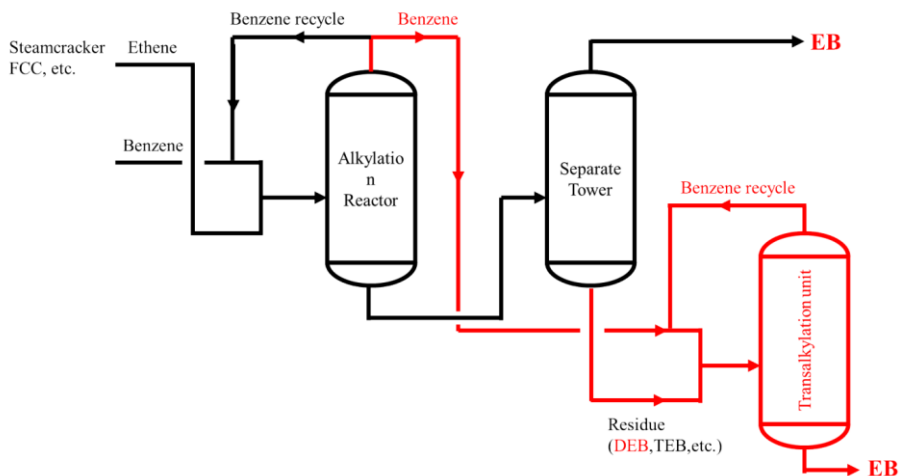 Benzene recycle
Benzene
EB
Steamcracker
FCC, etc.
Ethene
Benzene
Alkylatio
n
Reactor
Separate
Tower
Benzene recycle
Transalkylation unit
Residue
(DEB,TEB,etc.)
EB